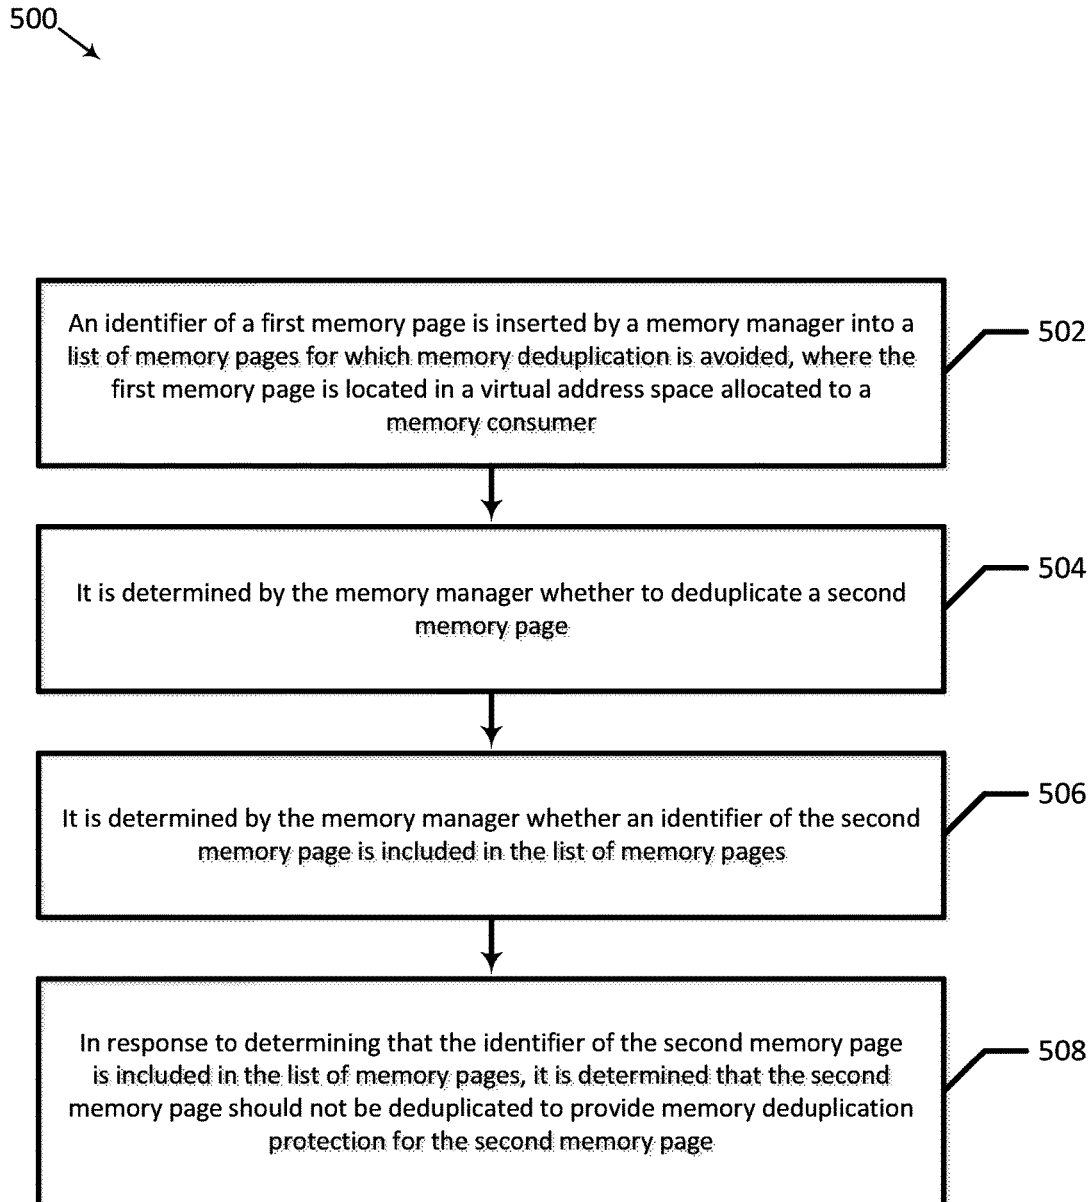 500
An identifier of a first memory page is inserted by a memory manager into a
list of memory pages for which memory deduplication is avoided, where the
first memory page is located in a virtual address space allocated to a
memory consumer
502
It is determined by the memory manager whether to deduplicate a second
memory page
504
It is determined by the memory manager whether an identifier of the second
memory page is included in the list of memory pages
506
In response to determining that the identifier of the second memory page
is included in the list of memory pages, it is determined that the second
memory page should not be deduplicated to provide memory deduplication
protection for the second memory page
508